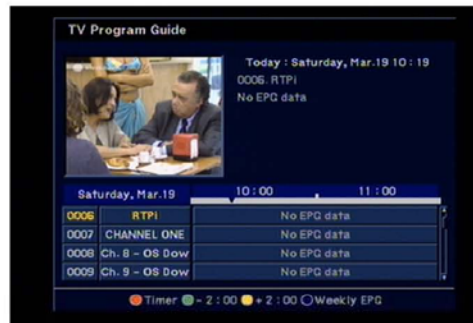 TV Program Guide
Today : Saturday, Mar.19 10 : 19
0006. RTPi
No EPG data
Saturday, Mar.19 10 : 00 11 : 00
0006 RTPi No EPG data
0007 CHANNEL ONE No EPG data
0008 Ch. 8 - OS Dow No EPG data
0009 Ch. 9 - OS Dow No EPG data
Timer - 2 : 00 + 2 : 00 Weekly EPG